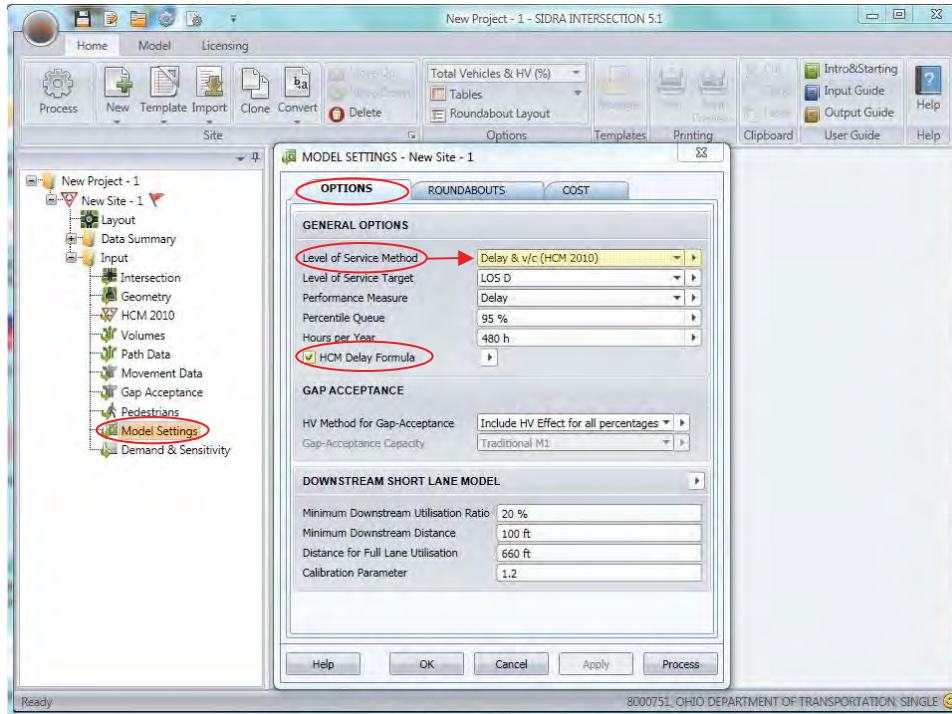 New Project - 1 - SIDRA INTERSECTION 5.1
Home Model Licensing
Process
New Template Import
Clone Convert
Delete
Site
Total Vehicles & HV (%)
Tables
Roundabout Layout
Options
Templates
Printing
Clipboard
Intro&Starting
Input Guide
Output Guide
User Guide
Help
Help
New Project - 1
New Site - 1
Layout
Data Summary
Input
Intersection
Geometry
HCM 2010
Volumes
Path Data
Movement Data
Gap Acceptance
Pedestrians
Model Settings
Demand & Sensitivity
MODEL SETTINGS - New Site - 1
OPTIONS ROUNDABOUTS COST
GENERAL OPTIONS
Level of Service Method Delay & v/c (HCM 2010)
Level of Service Target LOS D
Performance Measure Delay
Percentile Queue 95 %
Hours per Year 480 h
HCM Delay Formula
GAP ACCEPTANCE
HV Method for Gap-Acceptance Include HV Effect for all percentages
Gap-Acceptance Capacity Traditional M1
DOWNSTREAM SHORT LANE MODEL
Minimum Downstream Utilisation Ratio 20 %
Minimum Downstream Distance 100 ft
Distance for Full Lane Utilisation 660 ft
Calibration Parameter 1.2
Help OK Cancel Apply Process
Ready
8000751, OHIO DEPARTMENT OF TRANSPORTATION, SINGLE